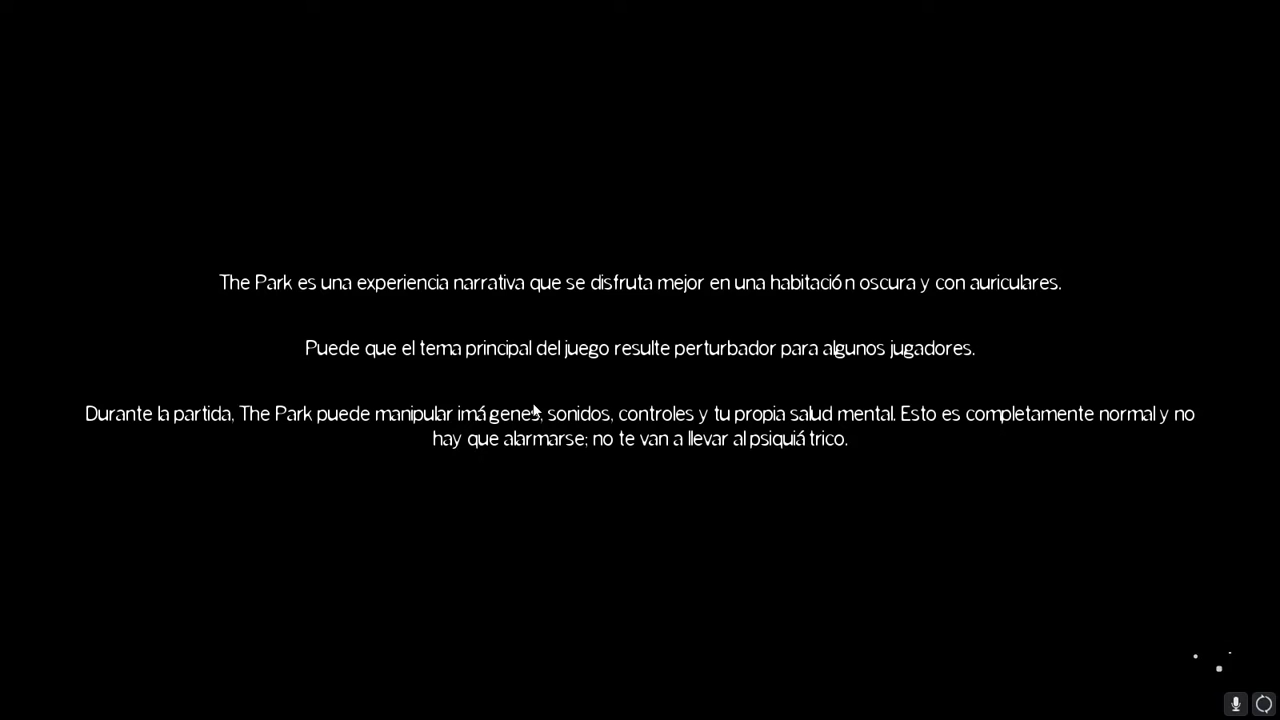 The Park es una experiencia narrativa que se disfruta mejor en una habitación oscura y con auriculares.
Puede que el tema principal del juego resulte perturbador para algunos jugadores.
Durante la partida, The Park puede manipular imágenes, sonidos, controles y tu propia salud mental. Esto es completamente normal y no
hay que alarmarse; no te van a llevar al psiquiátrico.